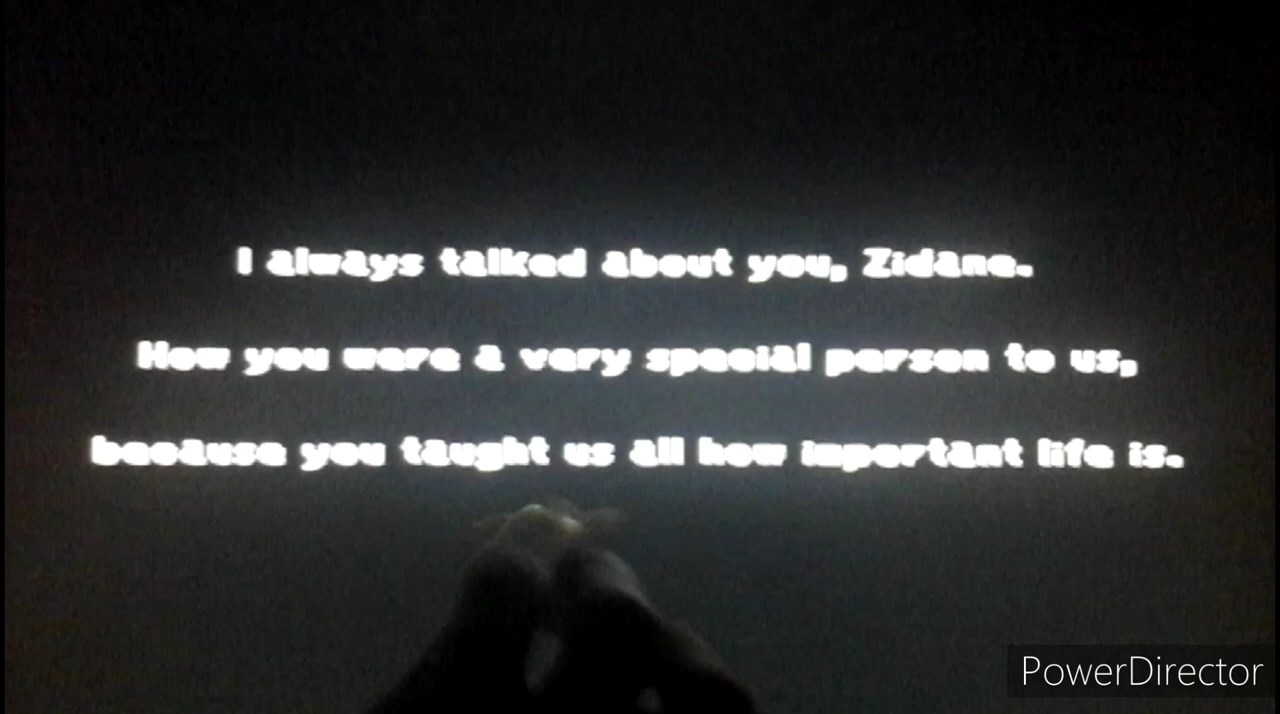 I always talked about you, Zidane.
How you were a very special person to us,
because you taught us all how important life is.
PowerDirector